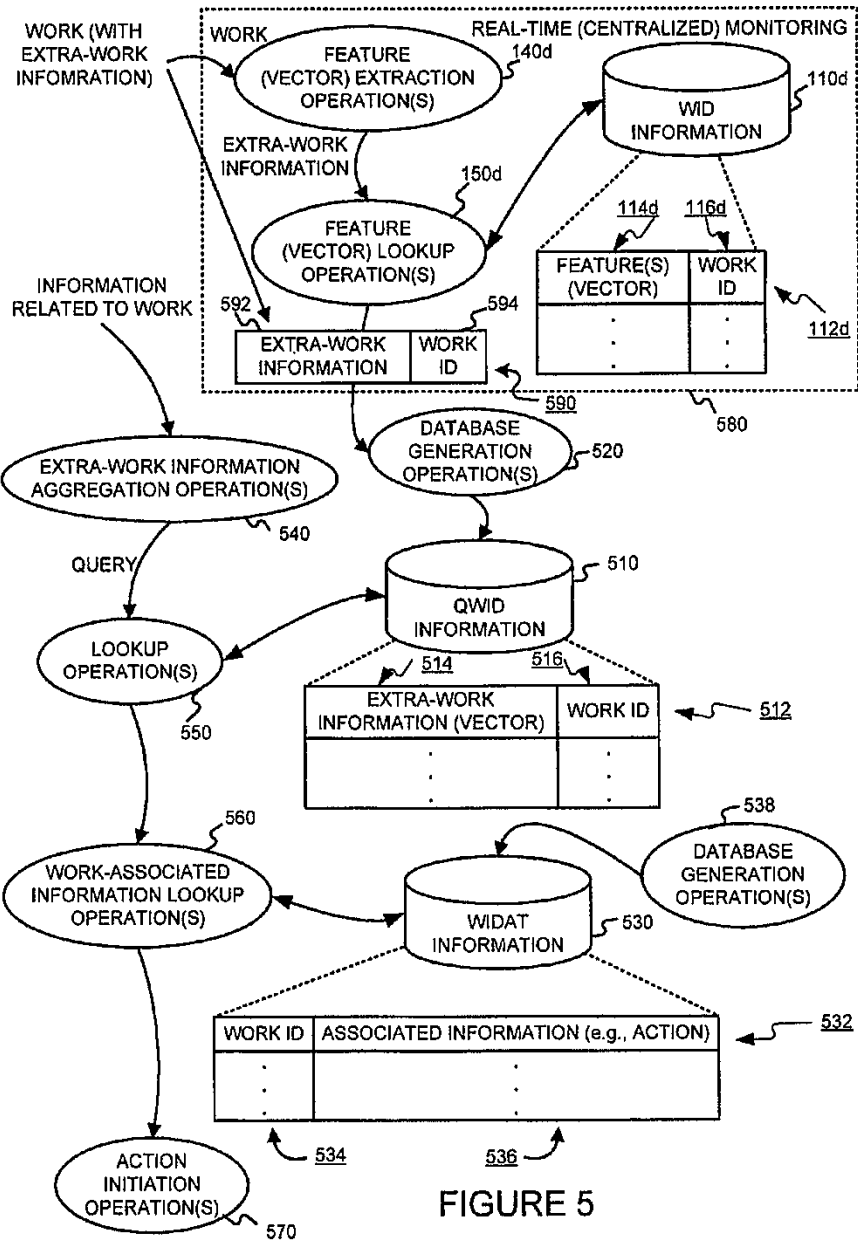 WORK (WITH
EXTRA-WORK
INFOMRATION)
WORK
REAL-TIME (CENTRALIZED) MONITORING
FEATURE
(VECTOR) EXTRACTION
OPERATION(S)
140d
WID
INFORMATION
110d
EXTRA-WORK
INFORMATION
150d
FEATURE
(VECTOR) LOOKUP
OPERATION(S)
114d
116d
FEATURE(S)
(VECTOR)
WORK
ID
112d
INFORMATION
RELATED TO WORK
592
594
EXTRA-WORK
INFORMATION
WORK
ID
590
580
DATABASE
GENERATION
OPERATION(S)
520
EXTRA-WORK INFORMATION
AGGREGATION OPERATION(S)
540
QUERY
510
QWID
INFORMATION
LOOKUP
OPERATION(S)
550
514
516
EXTRA-WORK
INFORMATION (VECTOR)
WORK ID
512
560
WORK-ASSOCIATED
INFORMATION LOOKUP
OPERATION(S)
538
DATABASE
GENERATION
OPERATION(S)
WIDAT
INFORMATION
530
WORK ID
ASSOCIATED INFORMATION (e.g., ACTION)
532
534
536
ACTION
INITIATION
OPERATION(S)
570
FIGURE 5